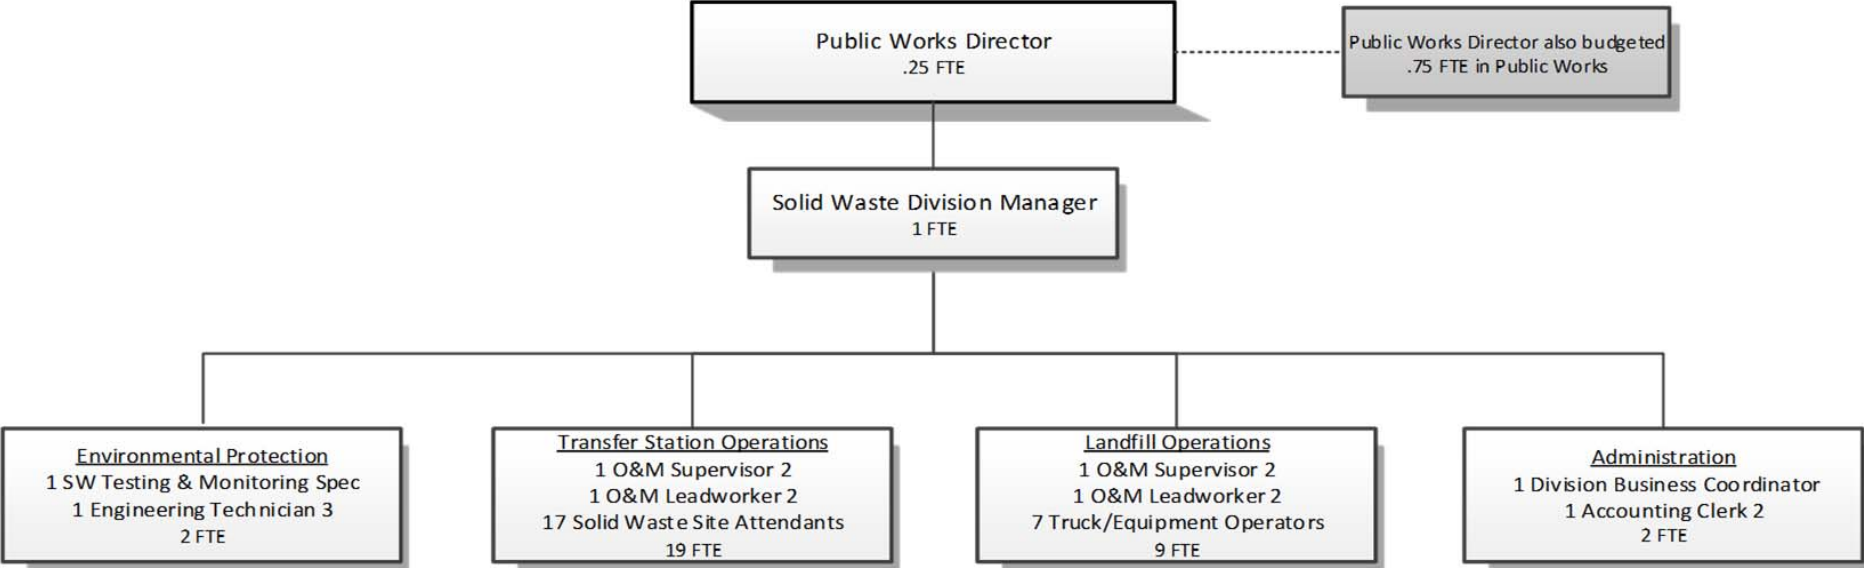 Public Works Director
.25 FTE
Public Works Director also budgeted
.75 FTE in Public Works
Solid Waste Division Manager
1 FTE
Environmental Protection
1 SW Testing & Monitoring Spec
1 Engineering Technician 3
2 FTE
Transfer Station Operations
1 O&M Supervisor 2
1 O&M Leadworker 2
17 Solid Waste Site Attendants
19 FTE
Landfill Operations
1 O&M Supervisor 2
1 O&M Leadworker 2
7 Truck/Equipment Operators
9 FTE
Administration
1 Division Business Coordinator
1 Accounting Clerk 2
2 FTE